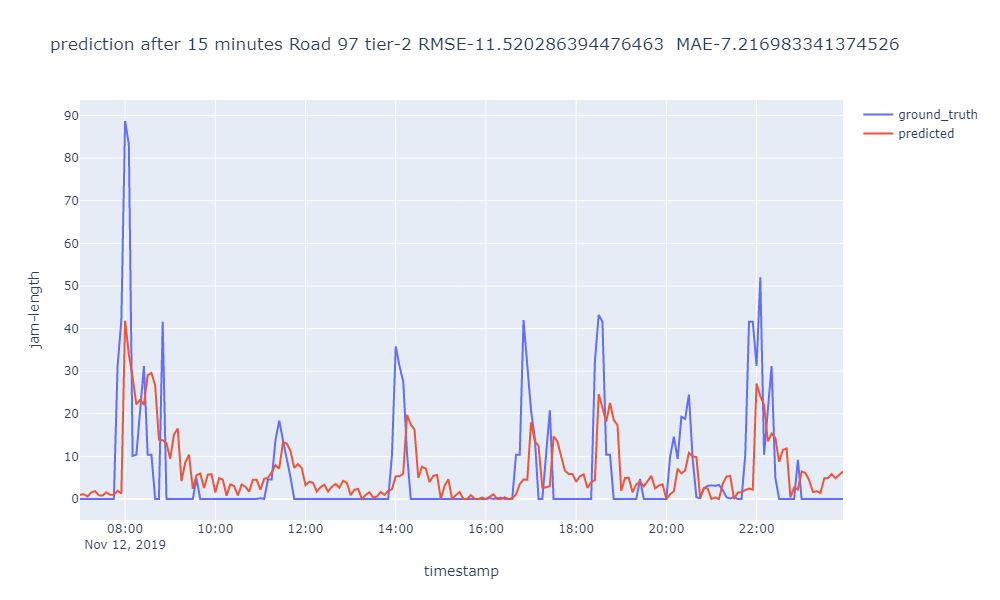 prediction after 15 minutes Road 97 tier-2 RMSE-11.520286394476463  MAE-7.216983341374526
ground_truth
predicted
90
80
70
60
50
40
30
20
10
0
jam-length
08:00 10:00 12:00 14:00 16:00 18:00 20:00 22:00
Nov 12, 2019
timestamp